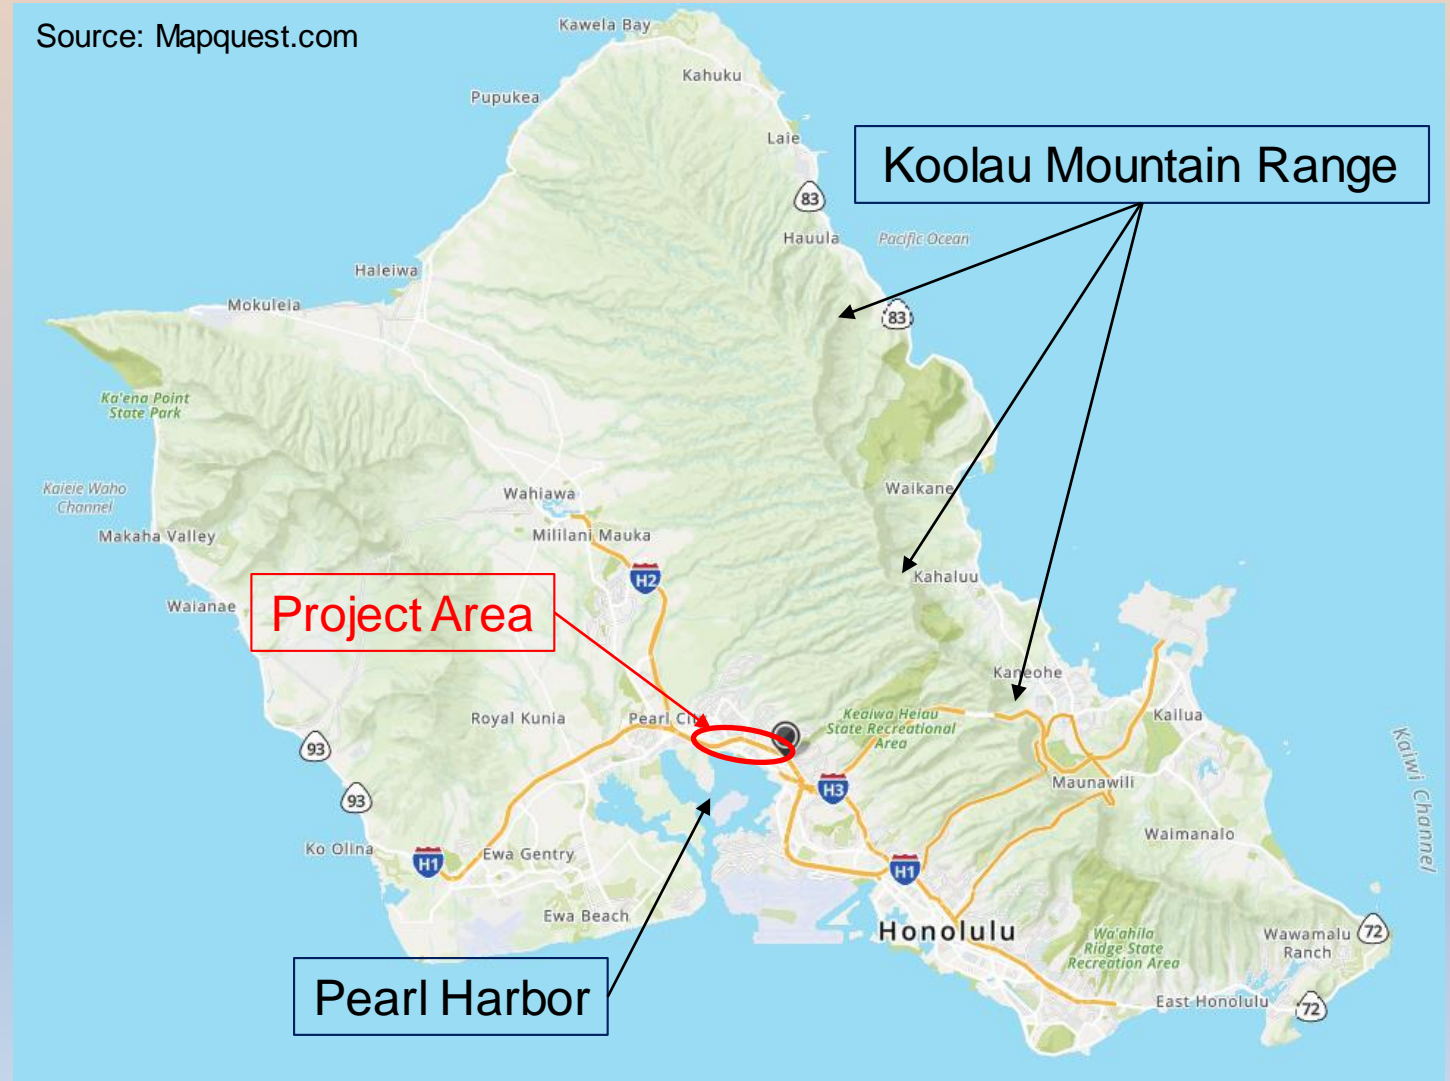 Source: Mapquest.com
Kawela Bay
Kahuku
Pupukea
Laie
Koolau Mountain Range
83
Hauula
Pacific Ocean
Haleiwa
Mokuleia
83
Ka'ena Point
State Park
Kaieie Waho
Channel
Wahiawa
Waikane
Makaha Valley
Mililani Mauka
H2
Kahaluu
Waianae
Project Area
Kaneohe
Royal Kunia
Pearl Ci
Keaiwa Heiau
State Recreational
Area
Kailua
93
Kaiwi Channel
93
H3
Maunawili
Waimanalo
Ko Olina
H1
Ewa Gentry
H1
Ewa Beach
Honolulu
Wa'ahila
Ridge State
Recreation Area
Wawamalu
Ranch
72
Pearl Harbor
East Honolulu
72